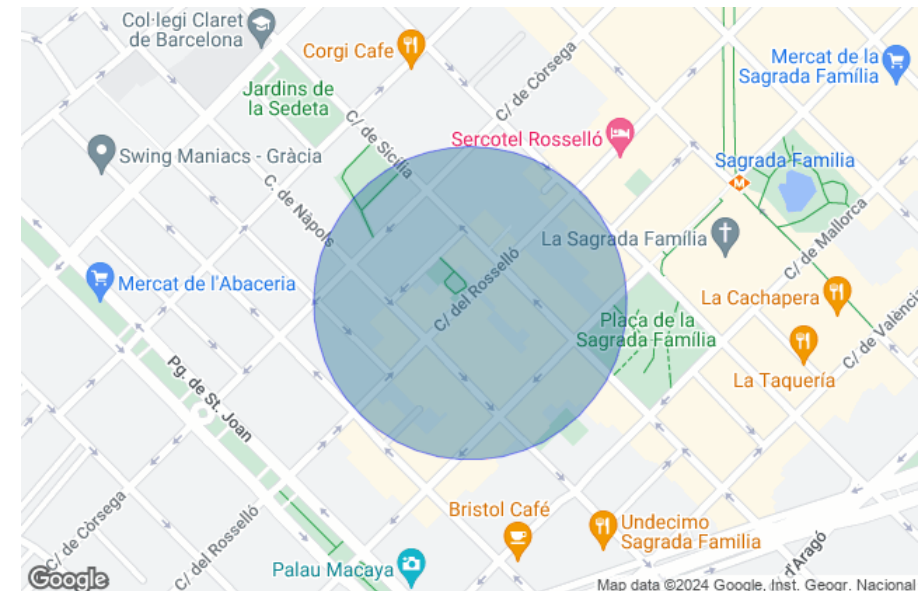 Col·legi Claret
de Barcelona
Corgi Cafe
C/ de Còrsega
Mercat de la
Sagrada Família
Jardins de
la Sedeta
C/ de Sicília
Sercotel Rosselló
Swing Maniacs - Gràcia
Sagrada Familia
M
C. de Nàpols
La Sagrada Família
C/ de Mallorca
Mercat de l'Abaceria
C/ del Rosselló
La Cachapera
Plaça de la
Sagrada Família
C/ de València
La Taquería
Pg. de St. Joan
Bristol Café
Undecimo
Sagrada Familia
C/ de Còrsega
C/ del Rosselló
d'Aragó
Palau Macaya
Google
Map data ©2024 Google, Inst. Geogr. Nacional